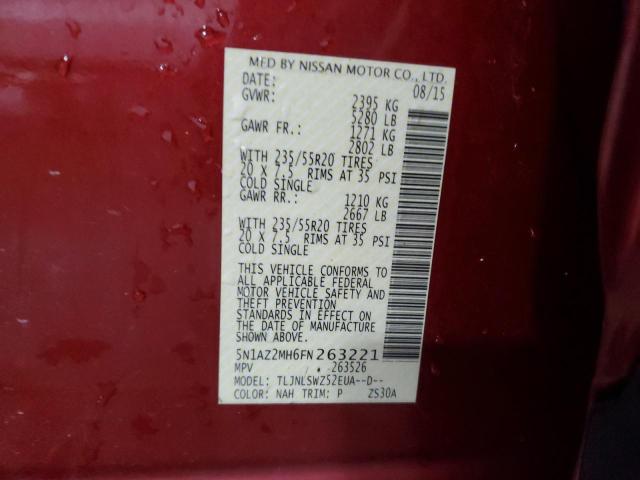 MFD BY NISSAN MOTOR CO., LTD.
DATE: 08/15
GVWR: 2395 KG
5280 LB
GAWR FR.: 1271 KG
2802 LB
WITH 235/55R20 TIRES
20 X 7.5 RIMS AT 35 PSI
COLD SINGLE
GAWR RR.: 1210 KG
2667 LB
WITH 235/55R20 TIRES
20 X 7.5 RIMS AT 35 PSI
COLD SINGLE
THIS VEHICLE CONFORMS TO
ALL APPLICABLE FEDERAL
MOTOR VEHICLE SAFETY AND
THEFT PREVENTION
STANDARDS IN EFFECT ON
THE DATE OF MANUFACTURE
SHOWN ABOVE.
5N1AZ2MH6FN263221
MPV 263526
MODEL: TLJNLSWZ52EUA--D--
COLOR: NAH TRIM: P ZS30A